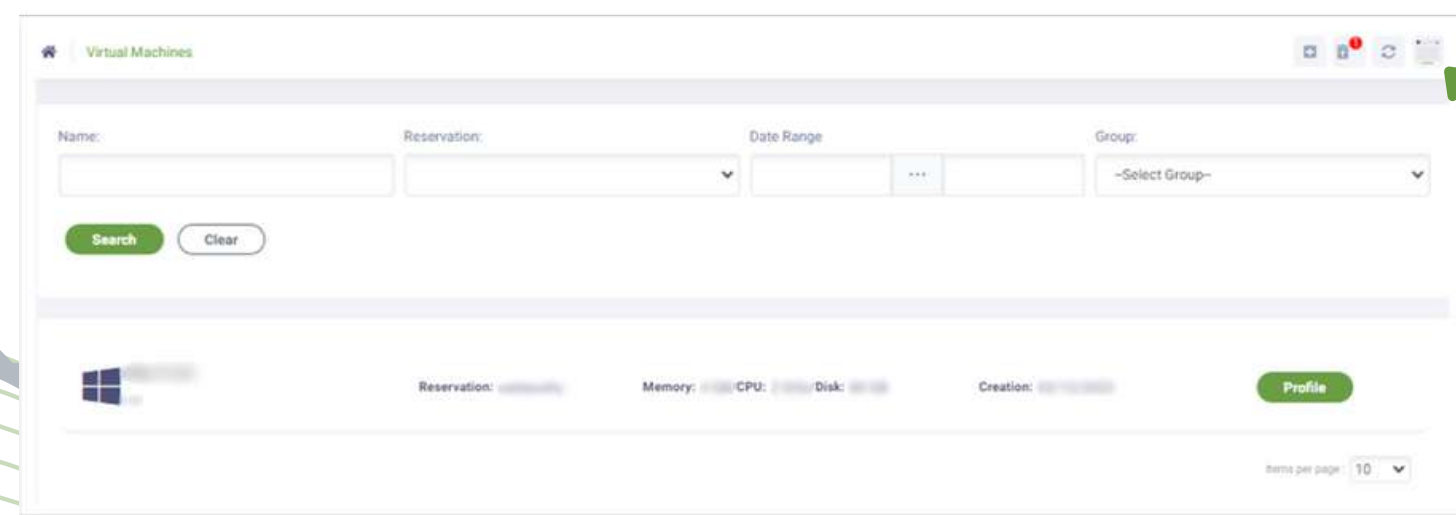 Virtual Machines
1
Name: Reservation: Date Range Group:
... --Select Group--
Search Clear
Reservation: Memory: CPU: Disk: Creation: Profile
Items per page: 10